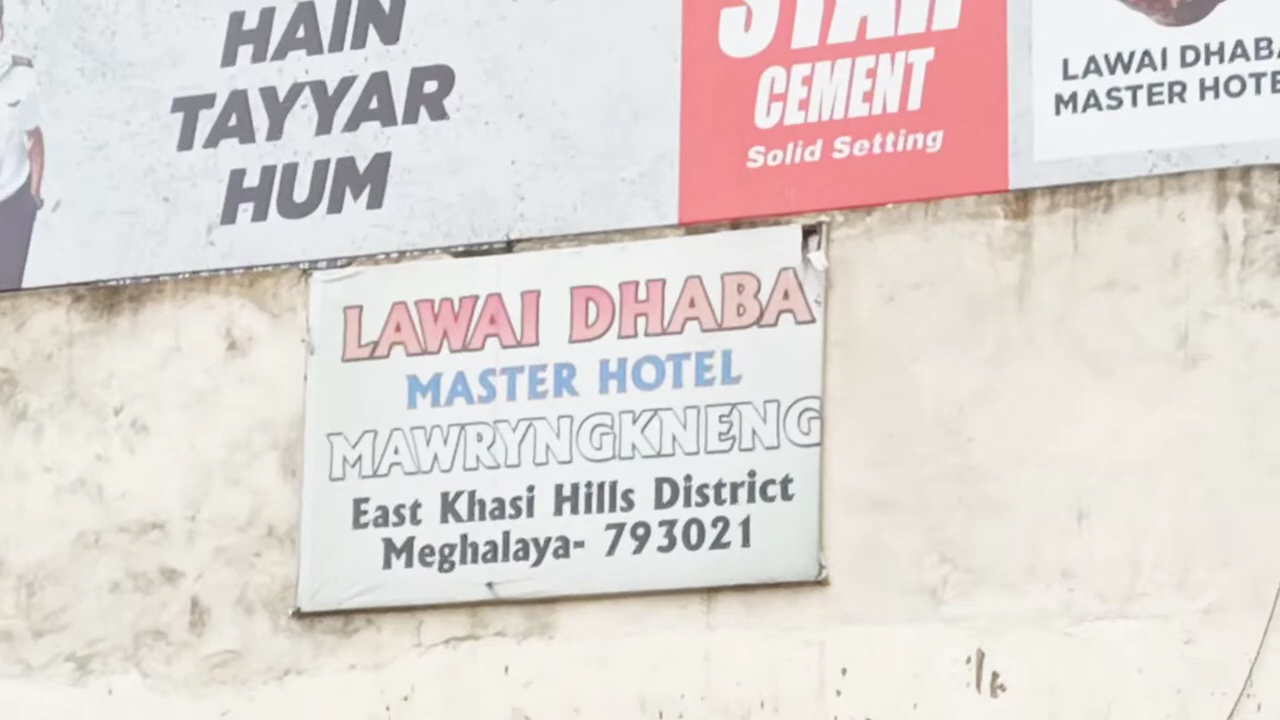 HAIN
TAYYAR
HUM
STAR
CEMENT
Solid Setting
LAWAI DHABA
MASTER HOTE
LAWAI DHABA
MASTER HOTEL
MAWRYNGKNENG
East Khasi Hills District
Meghalaya- 793021